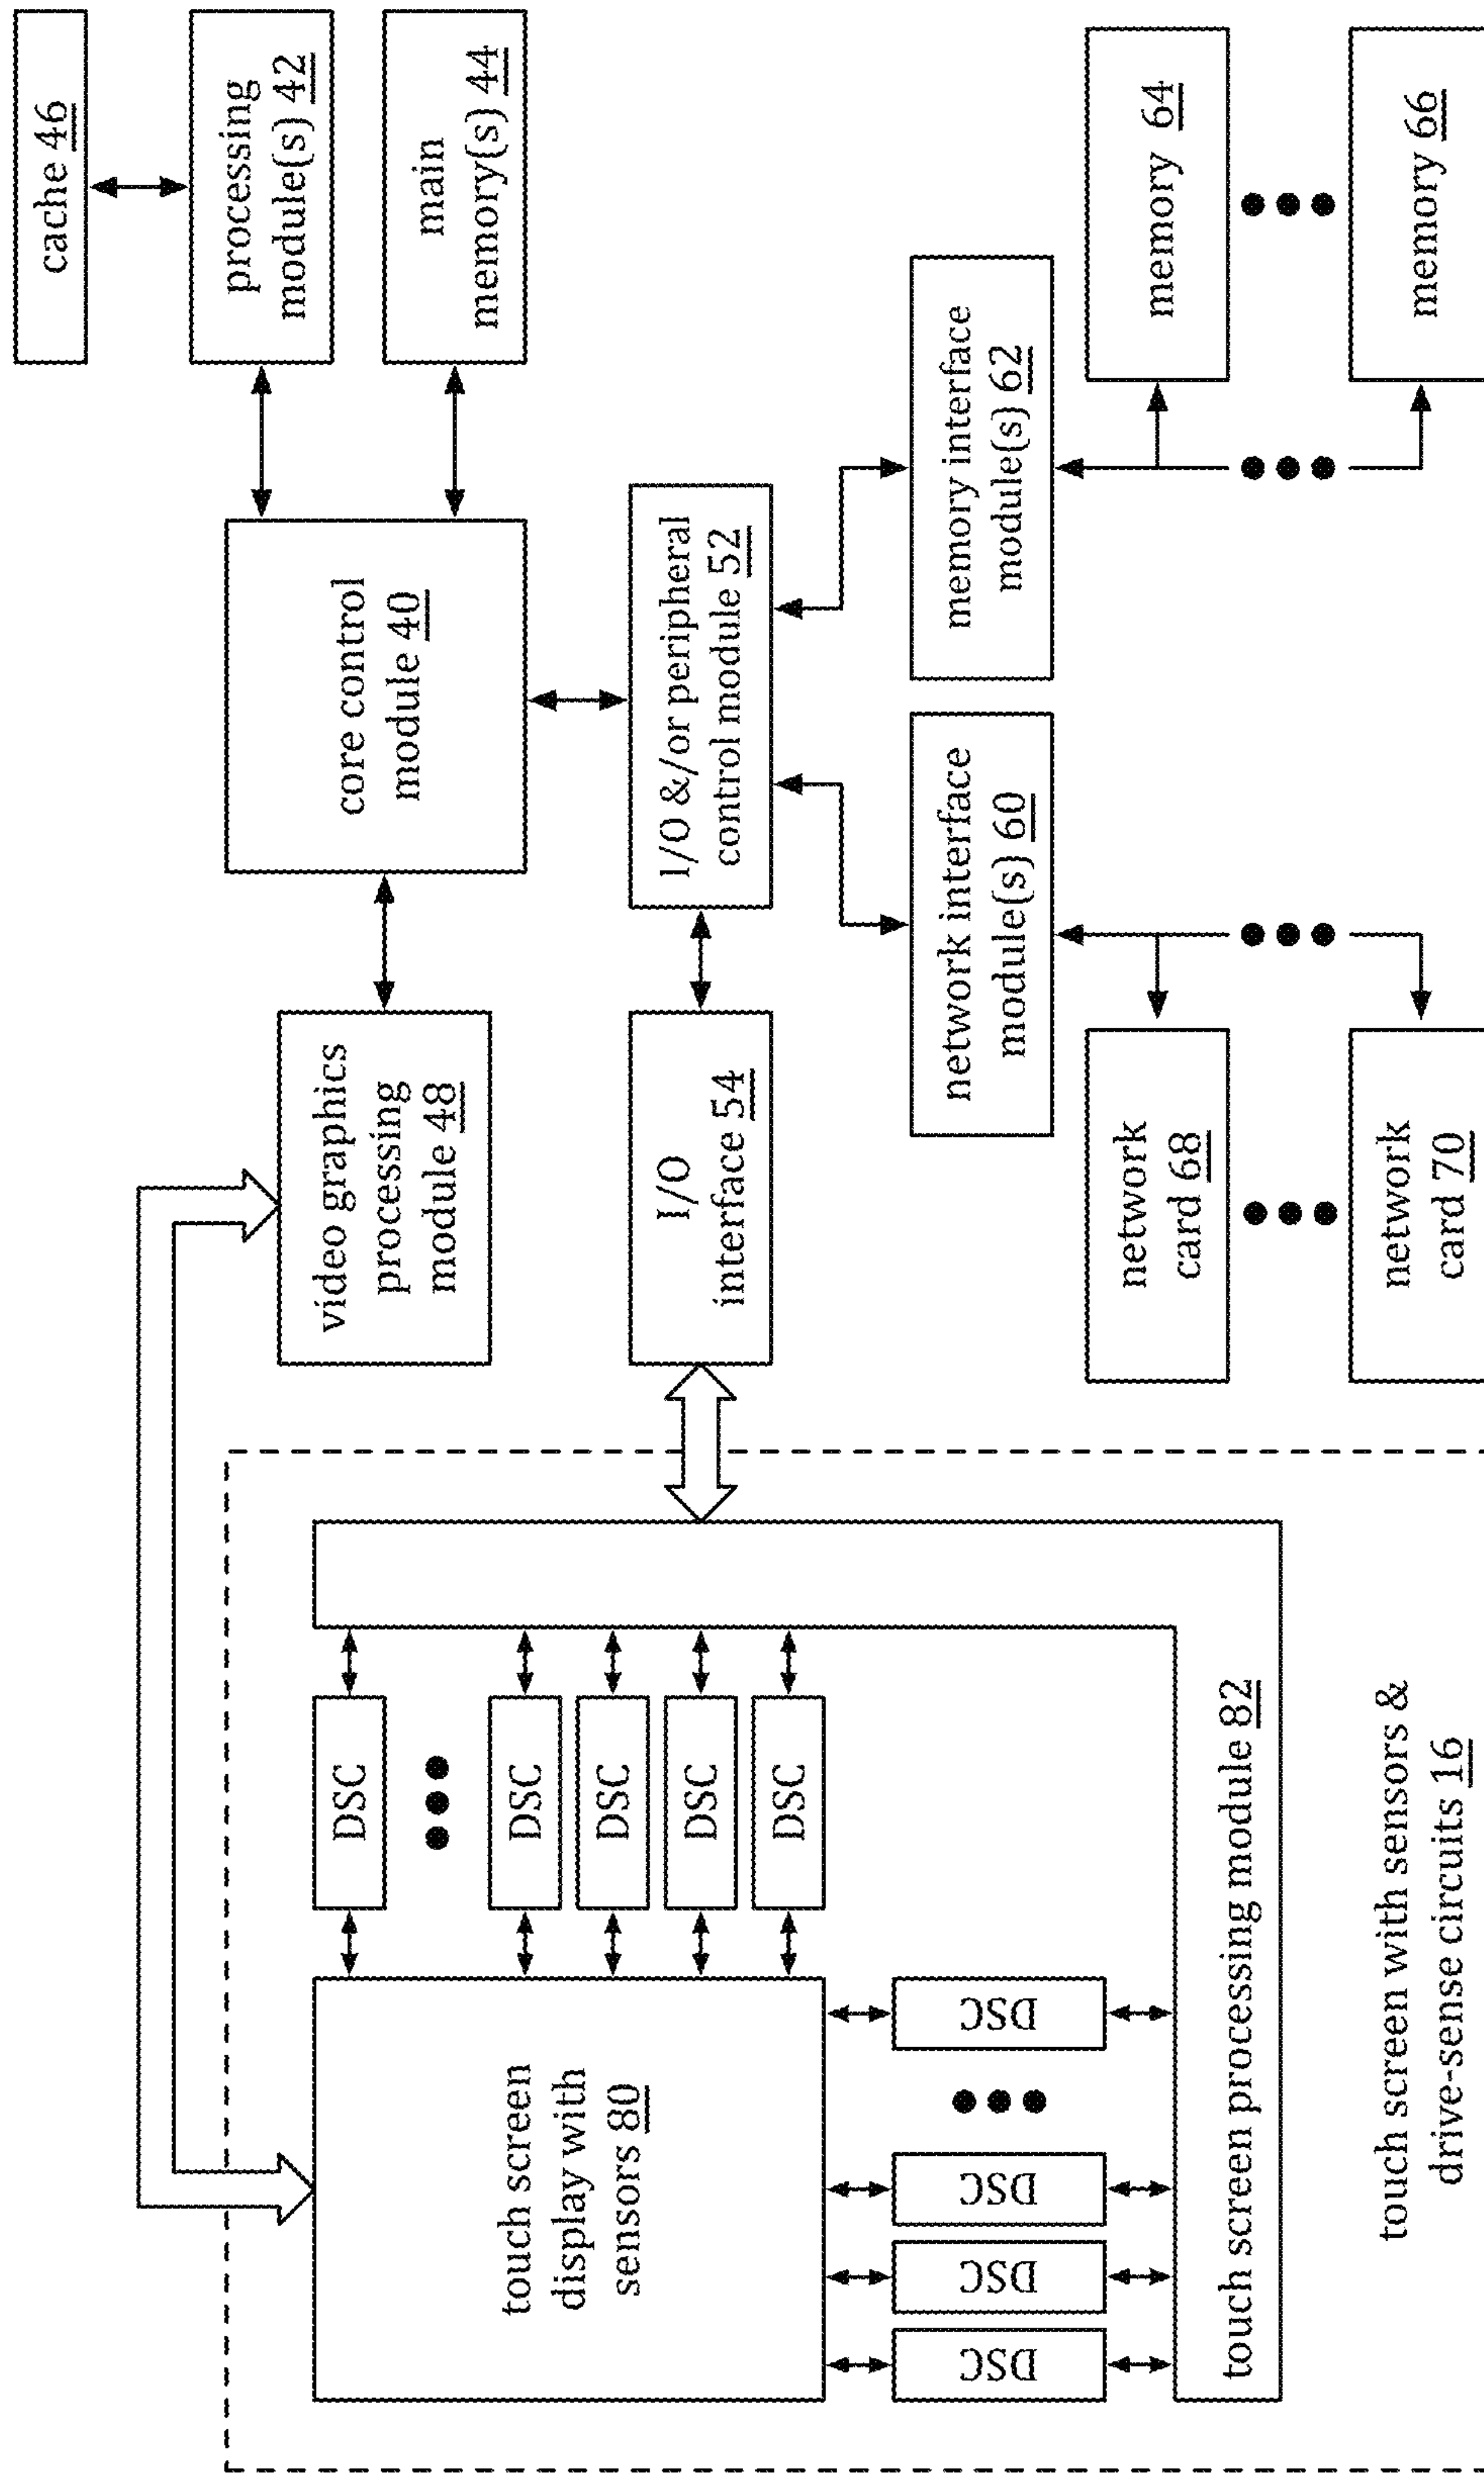 cache 46
processing
module(s) 42
main
memory(s) 44
core control
module 40
video graphics
processing
module 48
I/O &/or peripheral
control module 52
I/O
interface 54
memory interface
module(s) 62
network interface
module(s) 60
memory 64
memory 66
network
card 68
network
card 70
touch screen
display with
sensors 80
DSC
DSC
DSC
DSC
DSC
DSC
DSC
DSC
DSC
touch screen processing module 82
touch screen with sensors &
drive-sense circuits 16